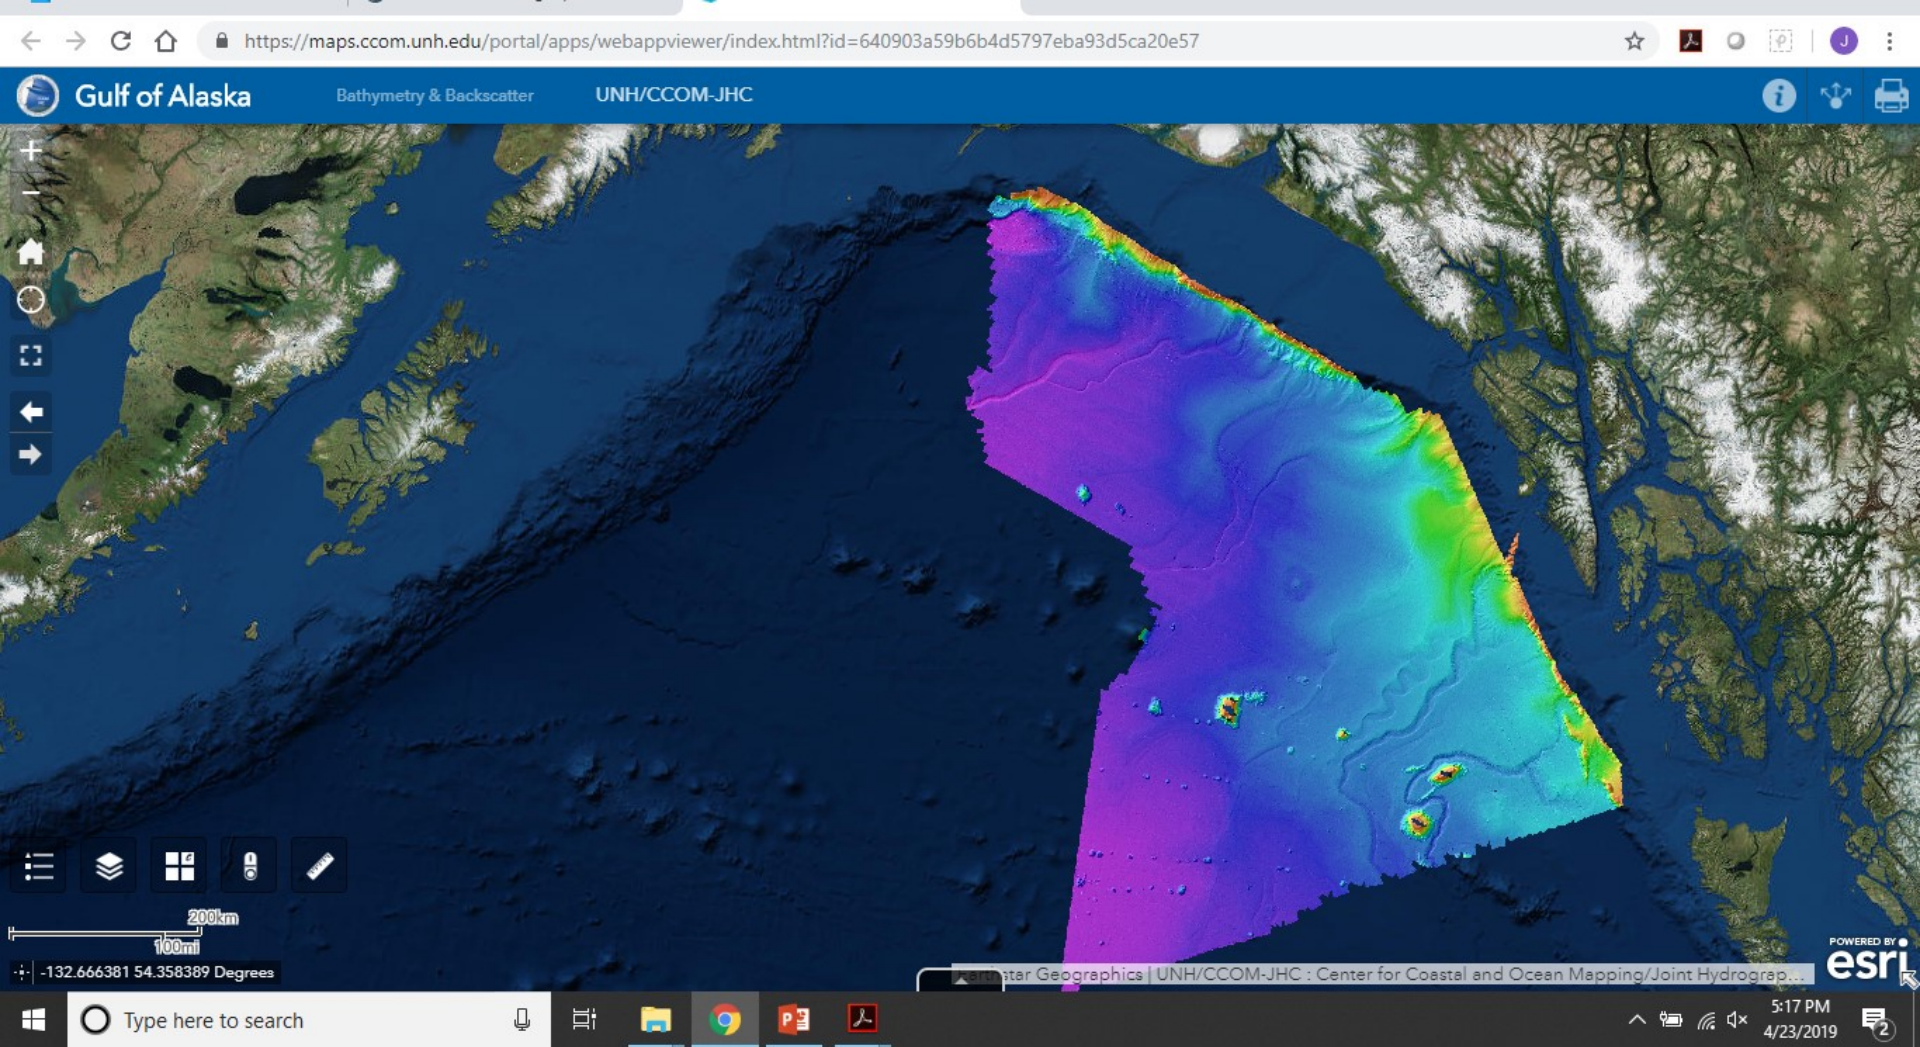 https://maps.ccom.unh.edu/portal/apps/webappviewer/index.html?id=640903a59b6b4d5797eba93d5ca20e57
J
Gulf of Alaska
Bathymetry & Backscatter
UNH/CCOM-JHC
200km
100mi
-132.666381 54.358389 Degrees
Geographics | UNH/CCOM-JHC : Center for Coastal and Ocean Mapping/Joint Hydrograp...
POWERED BY
esri
Type here to search
5:17 PM
4/23/2019
2